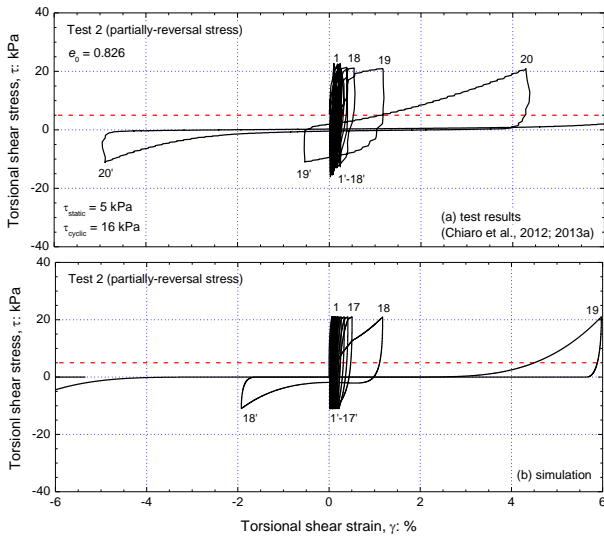 Test 2 (partially-reversal stress)
e0 = 0.826
1 18 19 20
20' 19' 1'-18'
τstatic = 5 kPa
τcyclic = 16 kPa
(a) test results
(Chiaro et al., 2012; 2013a)
40
20
0
-20
-40
Torsional shear stress, τ: kPa
Test 2 (partially-reversal stress)
1 17 18 19
18' 1'-17'
(b) simulation
40
20
0
-20
-40
Torsionl shear stress, τ: kPa
-6 -4 -2 0 2 4 6
Torsional shear strain, γ: %